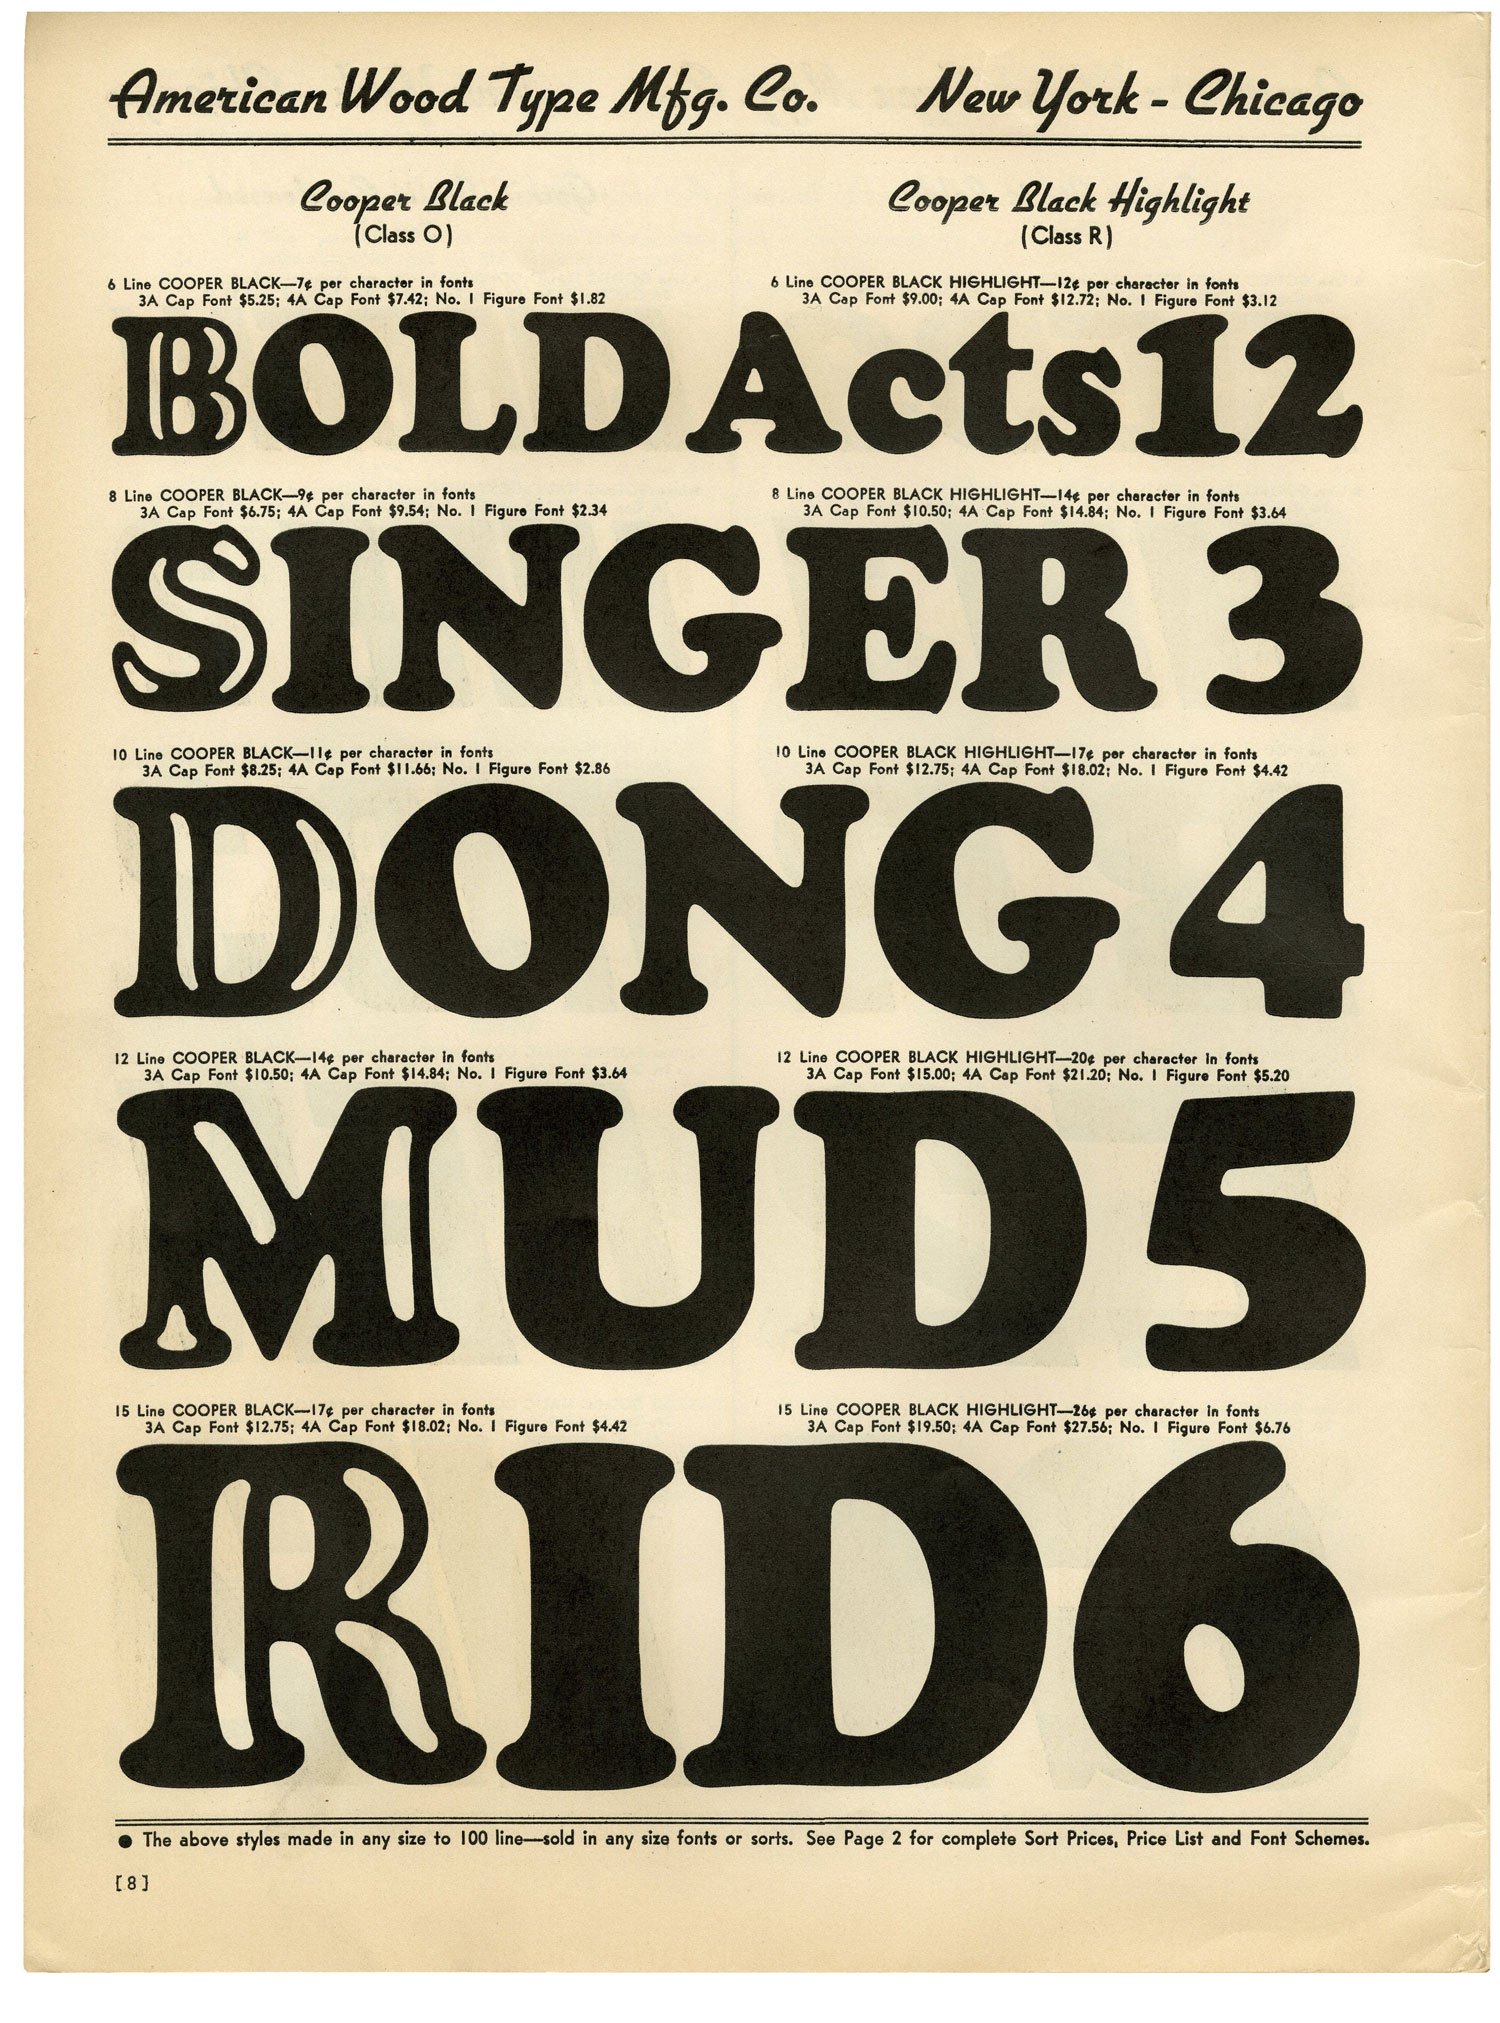 American Wood Type Mfg. Co. New York - Chicago
Cooper Black
(Class O)
Cooper Black Highlight
(Class R)
6 Line COOPER BLACK—7¢ per character in fonts
3A Cap Font $5.25; 4A Cap Font $7.42; No. 1 Figure Font $1.82
6 Line COOPER BLACK HIGHLIGHT—12¢ per character in fonts
3A Cap Font $9.00; 4A Cap Font $12.72; No. 1 Figure Font $3.12
BOLD Acts 12
8 Line COOPER BLACK—9¢ per character in fonts
3A Cap Font $6.75; 4A Cap Font $9.54; No. 1 Figure Font $2.34
8 Line COOPER BLACK HIGHLIGHT—14¢ per character in fonts
3A Cap Font $10.50; 4A Cap Font $14.84; No. 1 Figure Font $3.64
SINGER 3
10 Line COOPER BLACK—11¢ per character in fonts
3A Cap Font $8.25; 4A Cap Font $11.66; No. 1 Figure Font $2.86
10 Line COOPER BLACK HIGHLIGHT—17¢ per character in fonts
3A Cap Font $12.75; 4A Cap Font $18.02; No. 1 Figure Font $4.42
DONG 4
12 Line COOPER BLACK—14¢ per character in fonts
3A Cap Font $10.50; 4A Cap Font $14.84; No. 1 Figure Font $3.64
12 Line COOPER BLACK HIGHLIGHT—20¢ per character in fonts
3A Cap Font $15.00; 4A Cap Font $21.20; No. 1 Figure Font $5.20
MUD 5
15 Line COOPER BLACK—17¢ per character in fonts
3A Cap Font $12.75; 4A Cap Font $18.02; No. 1 Figure Font $4.42
15 Line COOPER BLACK HIGHLIGHT—26¢ per character in fonts
3A Cap Font $19.50; 4A Cap Font $27.56; No. 1 Figure Font $6.76
RID 6
● The above styles made in any size to 100 line—sold in any size fonts or sorts. See Page 2 for complete Sort Prices, Price List and Font Schemes.
[8]